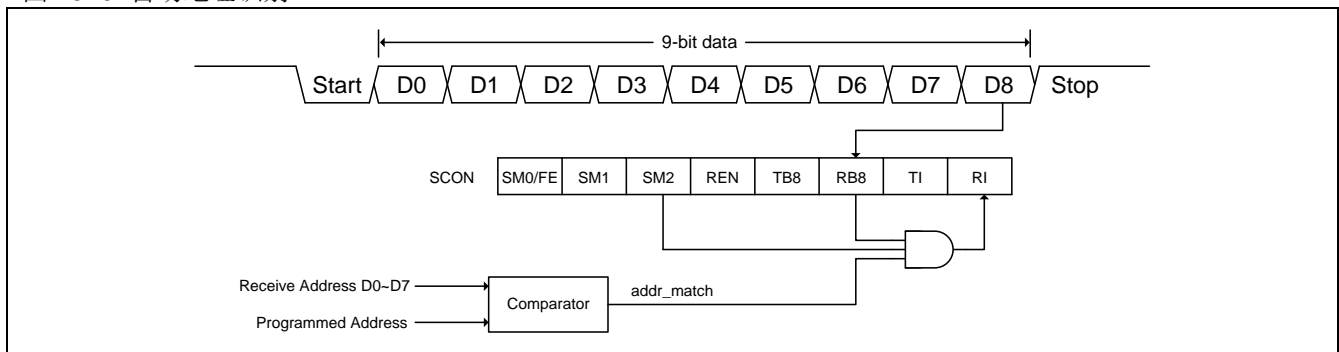 9-bit data
Start D0 D1 D2 D3 D4 D5 D6 D7 D8 Stop
SCON SM0/FE SM1 SM2 REN TB8 RB8 TI RI
Receive Address D0~D7
Comparator
addr_match
Programmed Address